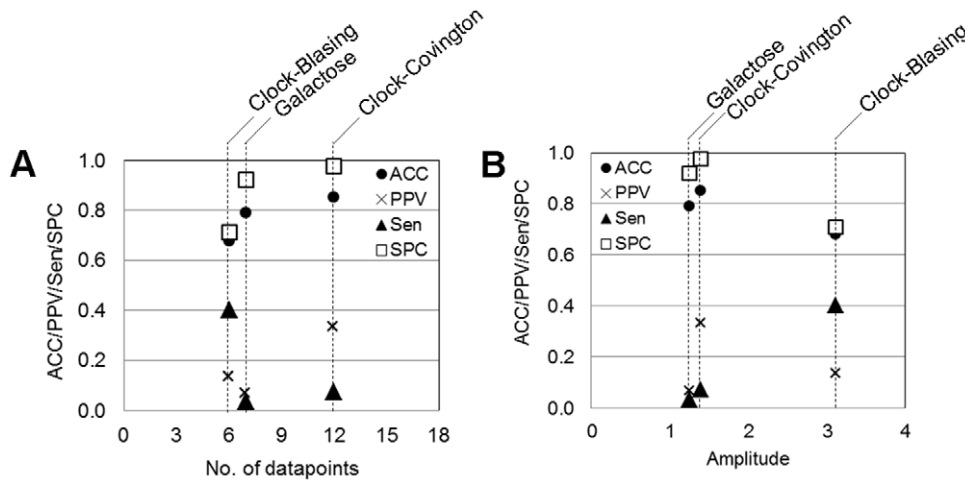 A
Clock-Blasing
Galactose
Clock-Covington
ACC/PPV/Sen/SPC
1.0
0.8
0.6
0.4
0.2
0.0
ACC
PPV
Sen
SPC
0 3 6 9 12 15 18
No. of datapoints
B
Galactose
Clock-Covington
Clock-Blasing
ACC/PPV/Sen/SPC
1.0
0.8
0.6
0.4
0.2
0.0
ACC
PPV
Sen
SPC
0 1 2 3 4
Amplitude